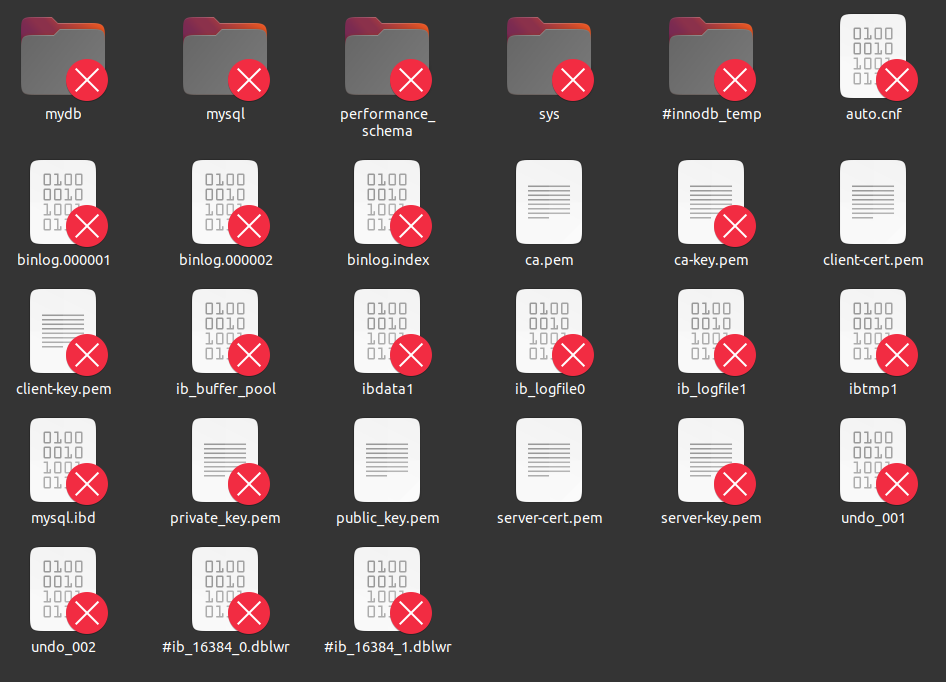 mydb
mysql
performance_
schema
sys
#innodb_temp
auto.cnf
binlog.000001
binlog.000002
binlog.index
ca.pem
ca-key.pem
client-cert.pem
client-key.pem
ib_buffer_pool
ibdata1
ib_logfile0
ib_logfile1
ibtmp1
mysql.ibd
private_key.pem
public_key.pem
server-cert.pem
server-key.pem
undo_001
undo_002
#ib_16384_0.dblwr
#ib_16384_1.dblwr